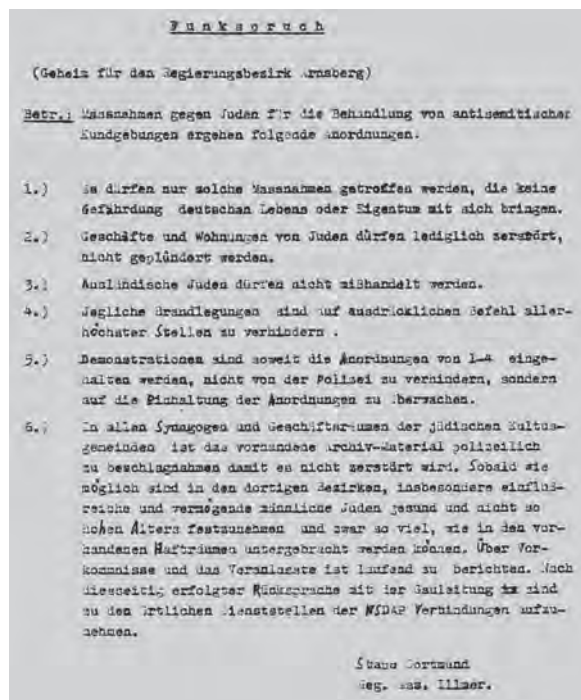 Funkspruch
(Geheim für den Regierungsbezirk Arnsberg)
Betr.: Massnahmen gegen Juden für die Behandlung von antisemitischer
Kundgebungen ergehen folgende Anordnungen.
1.) Es dürfen nur solche Massnahmen getroffen werden, die keine
Gefährdung deutschen Lebens oder Eigentum mit sich bringen.
2.) Geschäfte und Wohnungen von Juden dürfen lediglich zerstört,
nicht geplündert werden.
3.) Ausländische Juden dürfen nicht mißhandelt werden.
4.) Jegliche Brandlegungen sind auf ausdrücklichen Befehl aller-
höchster Stellen zu verhindern .
5.) Demonstrationen sind soweit die Anordnungen von 1-4 einge-
halten werden, nicht von der Polizei zu verhindern, sondern
auf die Einhaltung der Anordnungen zu überwachen.
6.) In allen Synagogen und Geschäftsräumen der jüdischen Kultus-
gemeinden ist das vorhandene Archiv-Material polizeilich
zu beschlagnahmen damit es nicht zerstört wird. Sobald wie
möglich sind in den dortigen Bezirken, insbesondere einfluß-
reiche und vermögende männliche Juden gesund und nicht so
hohen Alters festzunehmen und zwar so viel, wie in den vor-
handenen Hafträumen untergebracht werden können. Über Vor-
kommnisse und das Veranlasste ist laufend zu berichten. Nach
diesseitig erfolgter Rücksprache mit der Gauleitung sind
zu den örtlichen Dienststellen der NSDAP Verbindungen aufzu-
nehmen.
Stapo Dortmund
gez. Illmer.